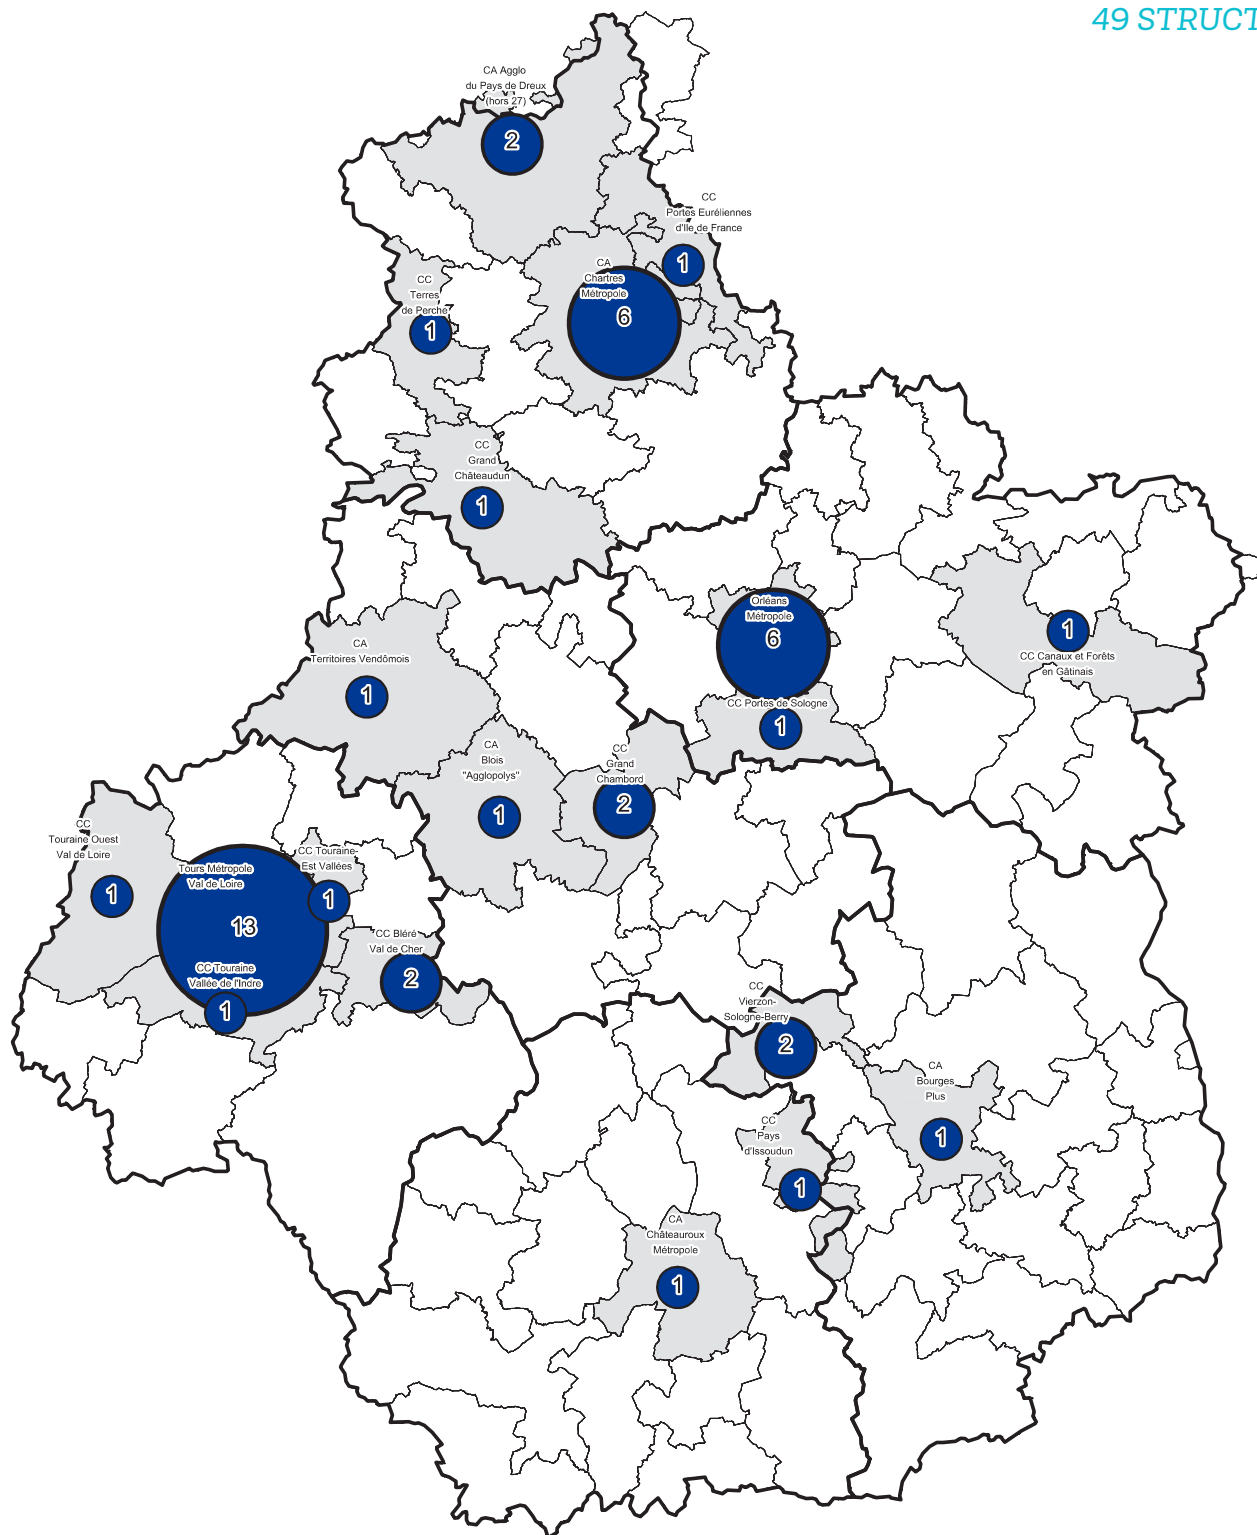 49 STRUCT
CA Agglo
du Pays de Dreux
(hors 27)
2
CC
Portes Euréliennes
d'Ile de France
1
CA
Chartres
Métropole
6
CC
Terres
de Perche
1
CC
Grand
Châteaudun
1
Orléans
Métropole
6
1
CC Canaux et Forêts
en Gâtinais
CA
Territoires Vendômois
1
CC Portes de Sologne
1
CA
Blois
"Agglopolys"
1
CC
Grand
Chambord
2
CC
Touraine Ouest
Val de Loire
1
Tours Métropole
Val de Loire
13
CC Touraine-
Est Vallées
1
CC Bléré
Val de Cher
2
CC Touraine
Vallée de l'Indre
1
CC
Vierzon-
Sologne-Berry
2
CA
Bourges
Plus
1
CC
Pays
d'Issoudun
1
CA
Châteauroux
Métropole
1